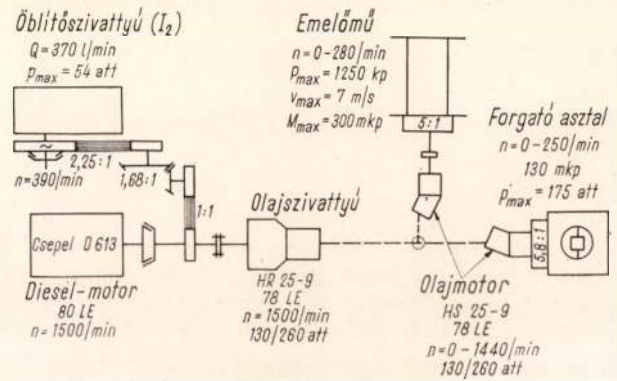 Öblítőszivattyú (I2)
Q = 370 l/min
pmax = 54 att
~
n=390/min
2,25:1
1,68:1
1:1
Csepel D 613
Diesel-motor
80 LE
n = 1500/min
Olajszivattyú
HR 25-9
78 LE
n = 1500/min
130/260 att
Emelőmű
n=0-280/min
Pmax=1250 kp
vmax= 7 m/s
Mmax=300mkp
5:1
Forgató asztal
n=0-250/min
130 mkp
pmax = 175 att
5,8:1
Olajmotor
HS 25-9
78 LE
n=0-1440/min
130/260 att